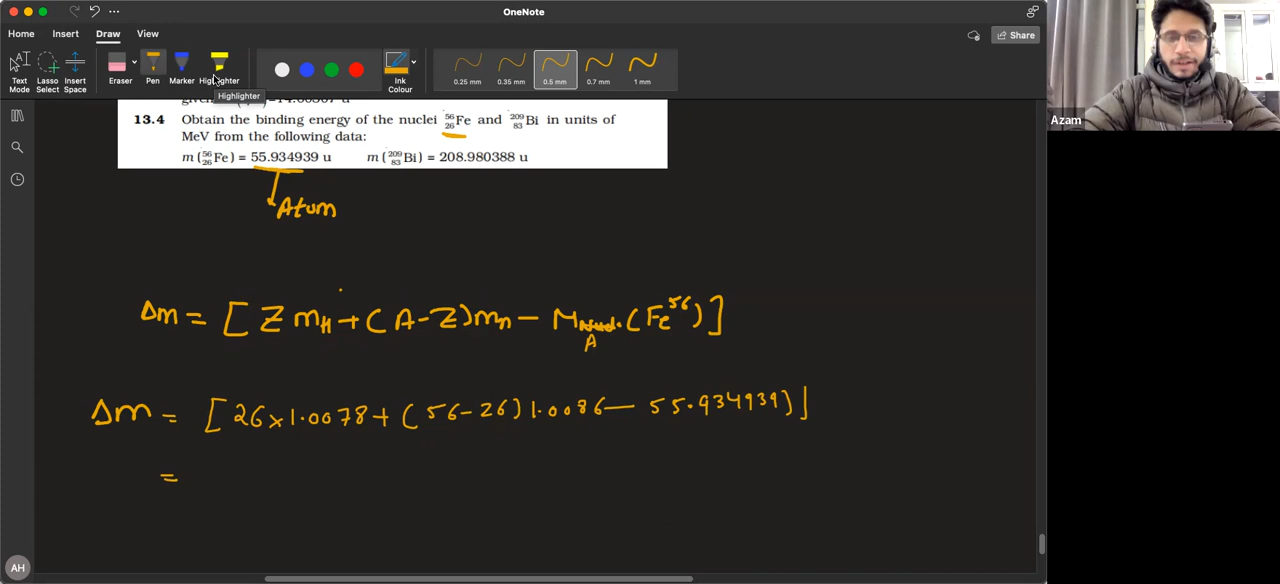 OneNote
Home Insert Draw View
Share
Text Mode
Lasso Select
Insert Space
Eraser
Pen
Marker
Highlighter
Ink Colour
0.25 mm
0.35 mm
0.5 mm
0.7 mm
1 mm
Highlighter
13.4 Obtain the binding energy of the nuclei ⁵⁶₂₆Fe and ²⁰⁹₈₃Bi in units of
MeV from the following data:
m (⁵⁶₂₆Fe) = 55.934939 u m (²⁰⁹₈₃Bi) = 208.980388 u
Atom
Δm = [ Z mH + (A-Z)mn - M (Fe⁵⁶) ]
A
Δm = [26×1.0078 + (56-26)1.0086 - 55.934939)]
=
Azam
AH